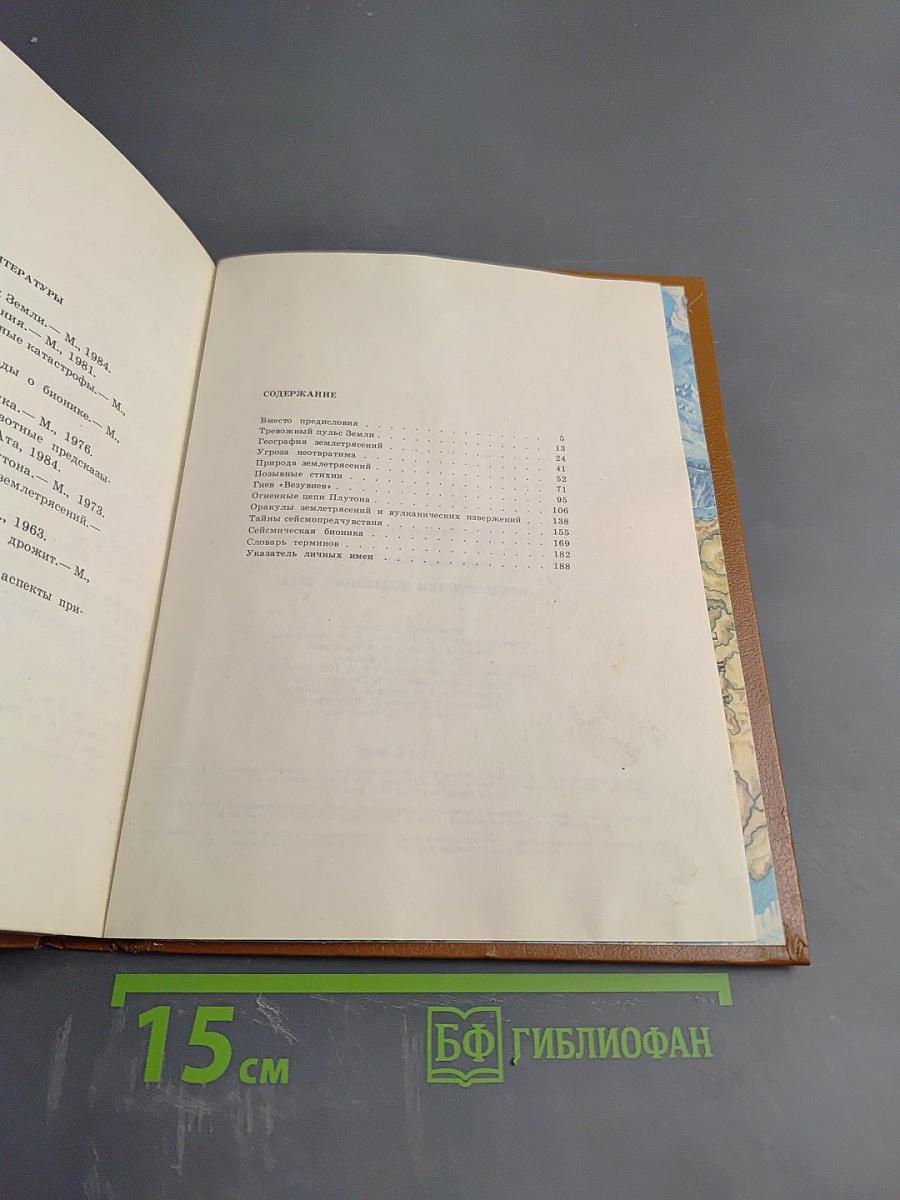 ИТЕРАТУРЫ
Земли.— М., 1984.
ния.— М., 1981.
ные катастрофы.— М.,
ды о бионике.— М.,
ка.— М., 1976.
вотные предсказы-
Ата, 1984.
утона.— М., 1973.
землетрясений.—
., 1963.
дрожит.— М.,
аспекты при-
СОДЕРЖАНИЕ
Вместо предисловия . . . 5
Тревожный пульс Земли . . . 13
География землетрясений . . . 24
Угроза неотвратима . . . 41
Природа землетрясений . . . 52
Позывные стихии . . . 71
Гнев «Везувиев» . . . 95
Огненные цепи Плутона . . . 106
Оракулы землетрясений и вулканических извержений . . . 138
Тайны сейсмопредчувствия . . . 155
Сейсмическая бионика . . . 169
Словарь терминов . . . 182
Указатель личных имен . . . 188
15 см
БФ ГИБЛИОФАН